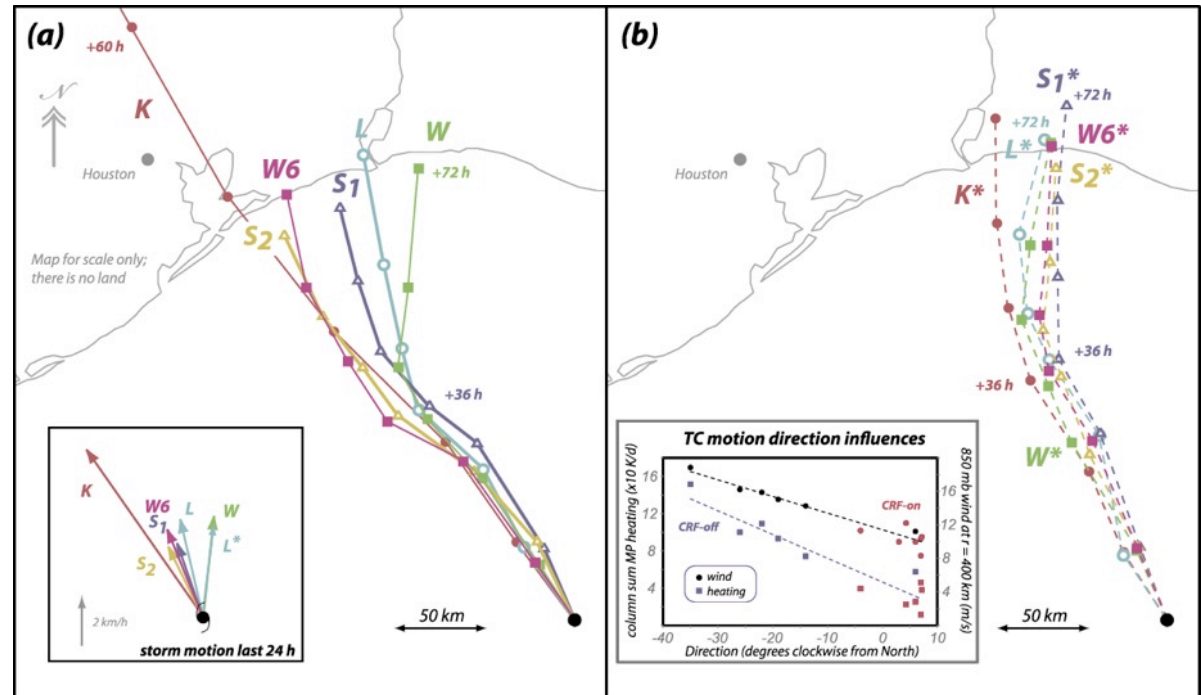 (a)
+60 h
K
N
Houston
W6
S1
L
W
+72 h
S2
Map for scale only;
there is no land
+36 h
50 km
K
W6
S1
L
W
L*
S2
2 km/h
storm motion last 24 h
(b)
S1*
+72 h
+72 h
L*
W6*
S2*
Houston
K*
+36 h
+36 h
W*
TC motion direction influences
column sum MP heating (x10 K/d)
16
12
8
4
CRF-off
CRF-on
wind
heating
16
12
8
4
850 mb wind at r = 400 km (m/s)
-40
-30
-20
-10
0
10
Direction (degrees clockwise from North)
50 km